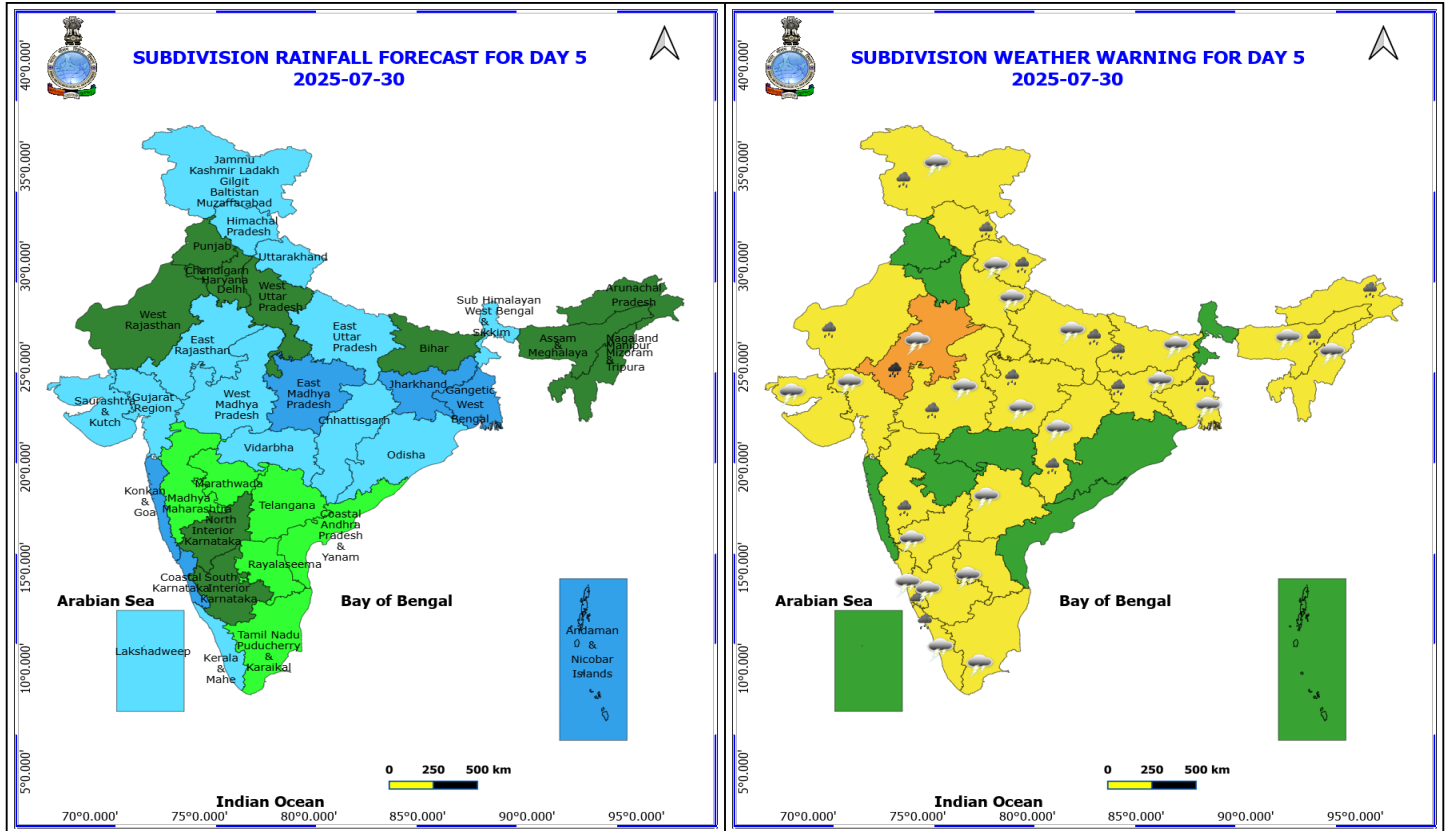 SUBDIVISION RAINFALL FORECAST FOR DAY 5
2025-07-30
40°0.000'
35°0.000'
30°0.000'
25°0.000'
20°0.000'
15°0.000'
10°0.000'
5°0.000'
Jammu
Kashmir Ladakh
Gilgit
Baltistan
Muzaffarabad
Himachal
Pradesh
Punjab
Uttarakhand
Chandigarh
Haryana
Delhi
West
Uttar
Pradesh
West
Rajasthan
East
Rajasthan
East
Uttar
Pradesh
Bihar
Sub Himalayan
West Bengal
&
Sikkim
Arunachal
Pradesh
Assam
&
Meghalaya
Nagaland
Manipur
Mizoram
&
Tripura
Saurashtra
&
Kutch
Gujarat
Region
West
Madhya
Pradesh
East
Madhya
Pradesh
Jharkhand
Gangetic
West
Bengal
Chhattisgarh
Vidarbha
Odisha
Konkan
&
Goa
Madhya
Maharashtra
Marathwada
Telangana
North
Interior
Karnataka
Coastal
Andhra
Pradesh
&
Yanam
Rayalaseema
Coastal
Karnataka
South
Interior
Karnataka
Tamil Nadu
Puducherry
&
Karaikal
Kerala
&
Mahe
Lakshadweep
Andaman
&
Nicobar
Islands
Arabian Sea
Bay of Bengal
0 250 500 km
Indian Ocean
70°0.000' 75°0.000' 80°0.000' 85°0.000' 90°0.000' 95°0.000'
SUBDIVISION WEATHER WARNING FOR DAY 5
2025-07-30
40°0.000'
35°0.000'
30°0.000'
25°0.000'
20°0.000'
15°0.000'
10°0.000'
5°0.000'
Arabian Sea
Bay of Bengal
0 250 500 km
Indian Ocean
70°0.000' 75°0.000' 80°0.000' 85°0.000' 90°0.000' 95°0.000'